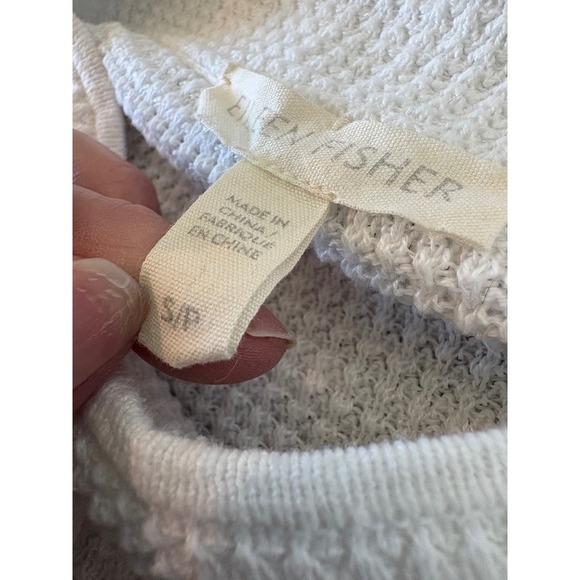 EILEEN FISHER
MADE IN
CHINA /
FABRIQUÉ
EN CHINE
S/P